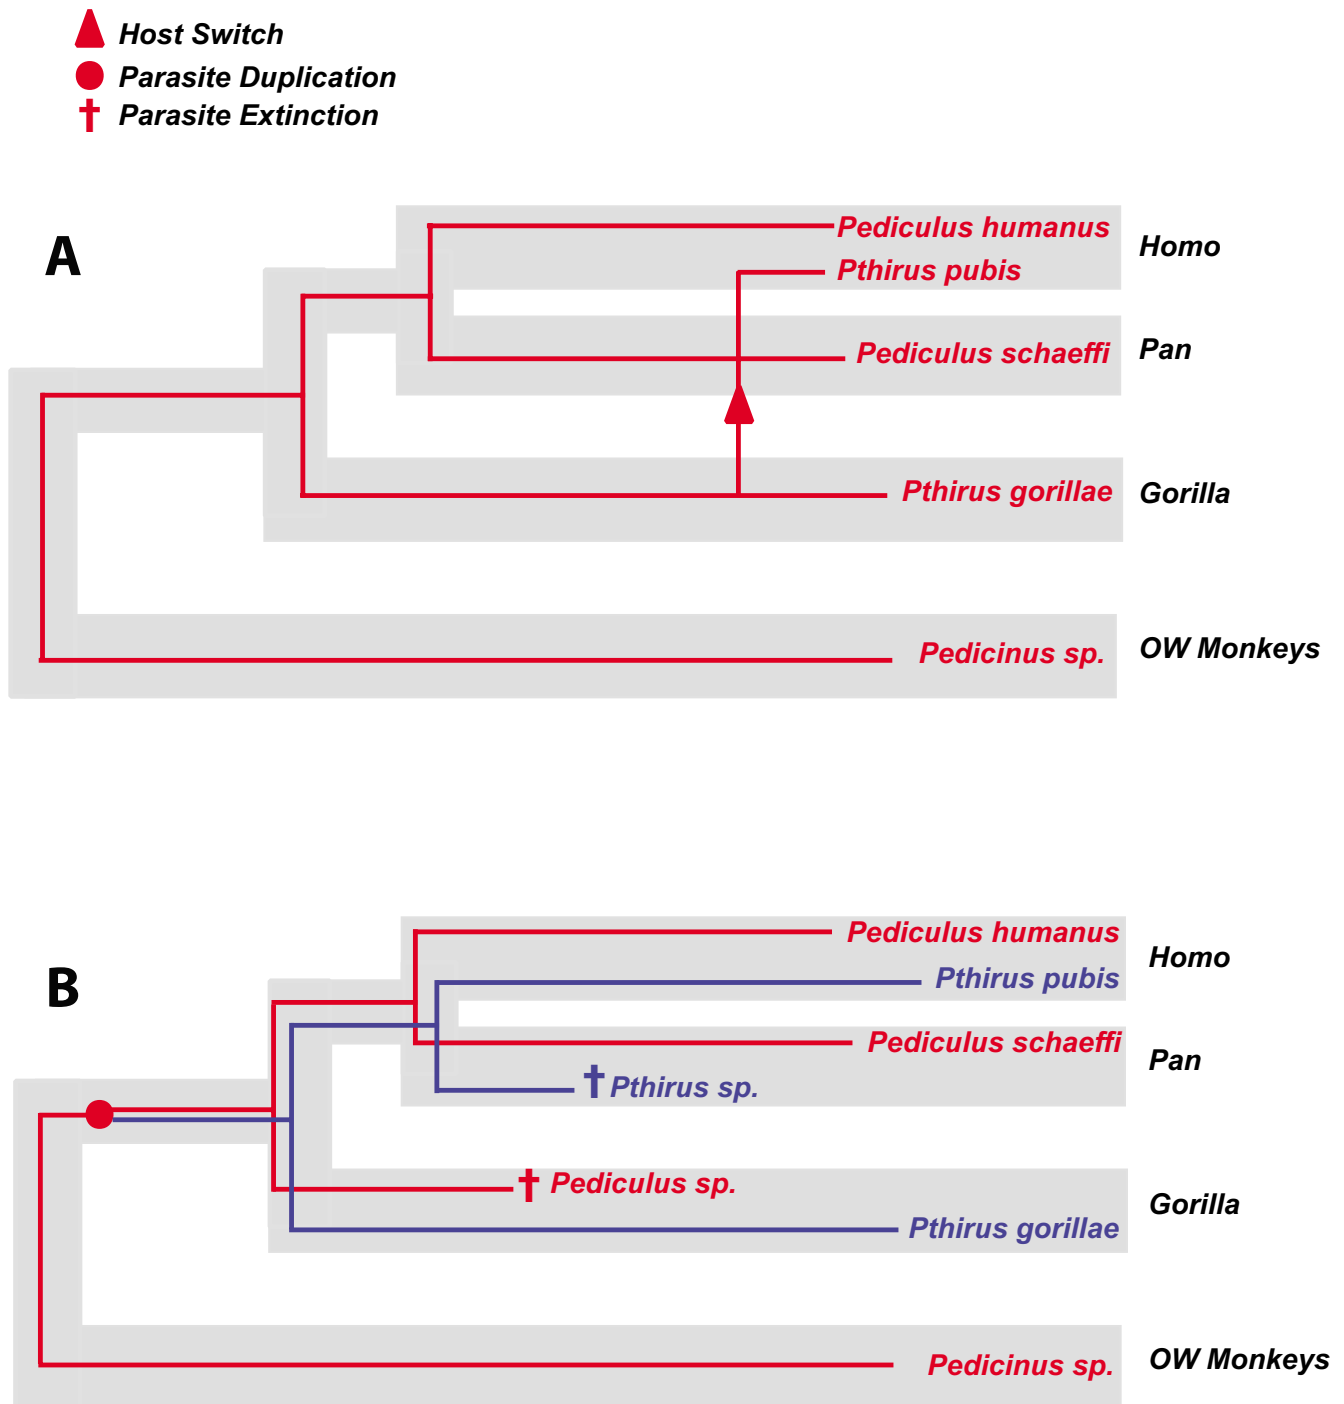 Host Switch
Parasite Duplication
† Parasite Extinction
A
Pediculus humanus
Homo
Pthirus pubis
Pediculus schaeffi
Pan
Pthirus gorillae
Gorilla
Pedicinus sp.
OW Monkeys
B
Pediculus humanus
Homo
Pthirus pubis
Pediculus schaeffi
Pan
† Pthirus sp.
† Pediculus sp.
Gorilla
Pthirus gorillae
Pedicinus sp.
OW Monkeys